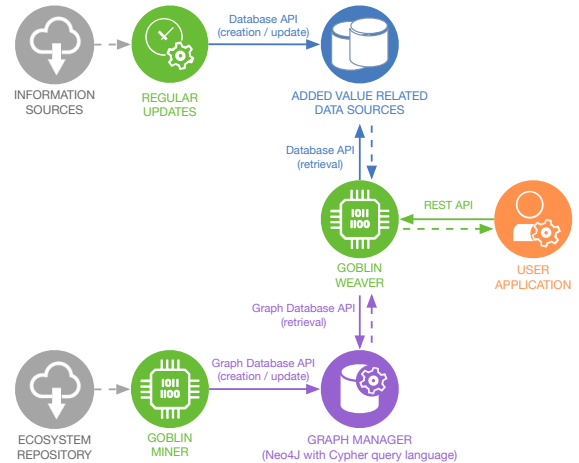 Database API
(creation / update)
INFORMATION
SOURCES
REGULAR
UPDATES
ADDED VALUE RELATED
DATA SOURCES
Database API
(retrieval)
1011
1100
REST API
GOBLIN
WEAVER
USER
APPLICATION
Graph Database API
(retrieval)
Graph Database API
(creation / update)
1011
1100
ECOSYSTEM
REPOSITORY
GOBLIN
MINER
GRAPH MANAGER
(Neo4J with Cypher query language)